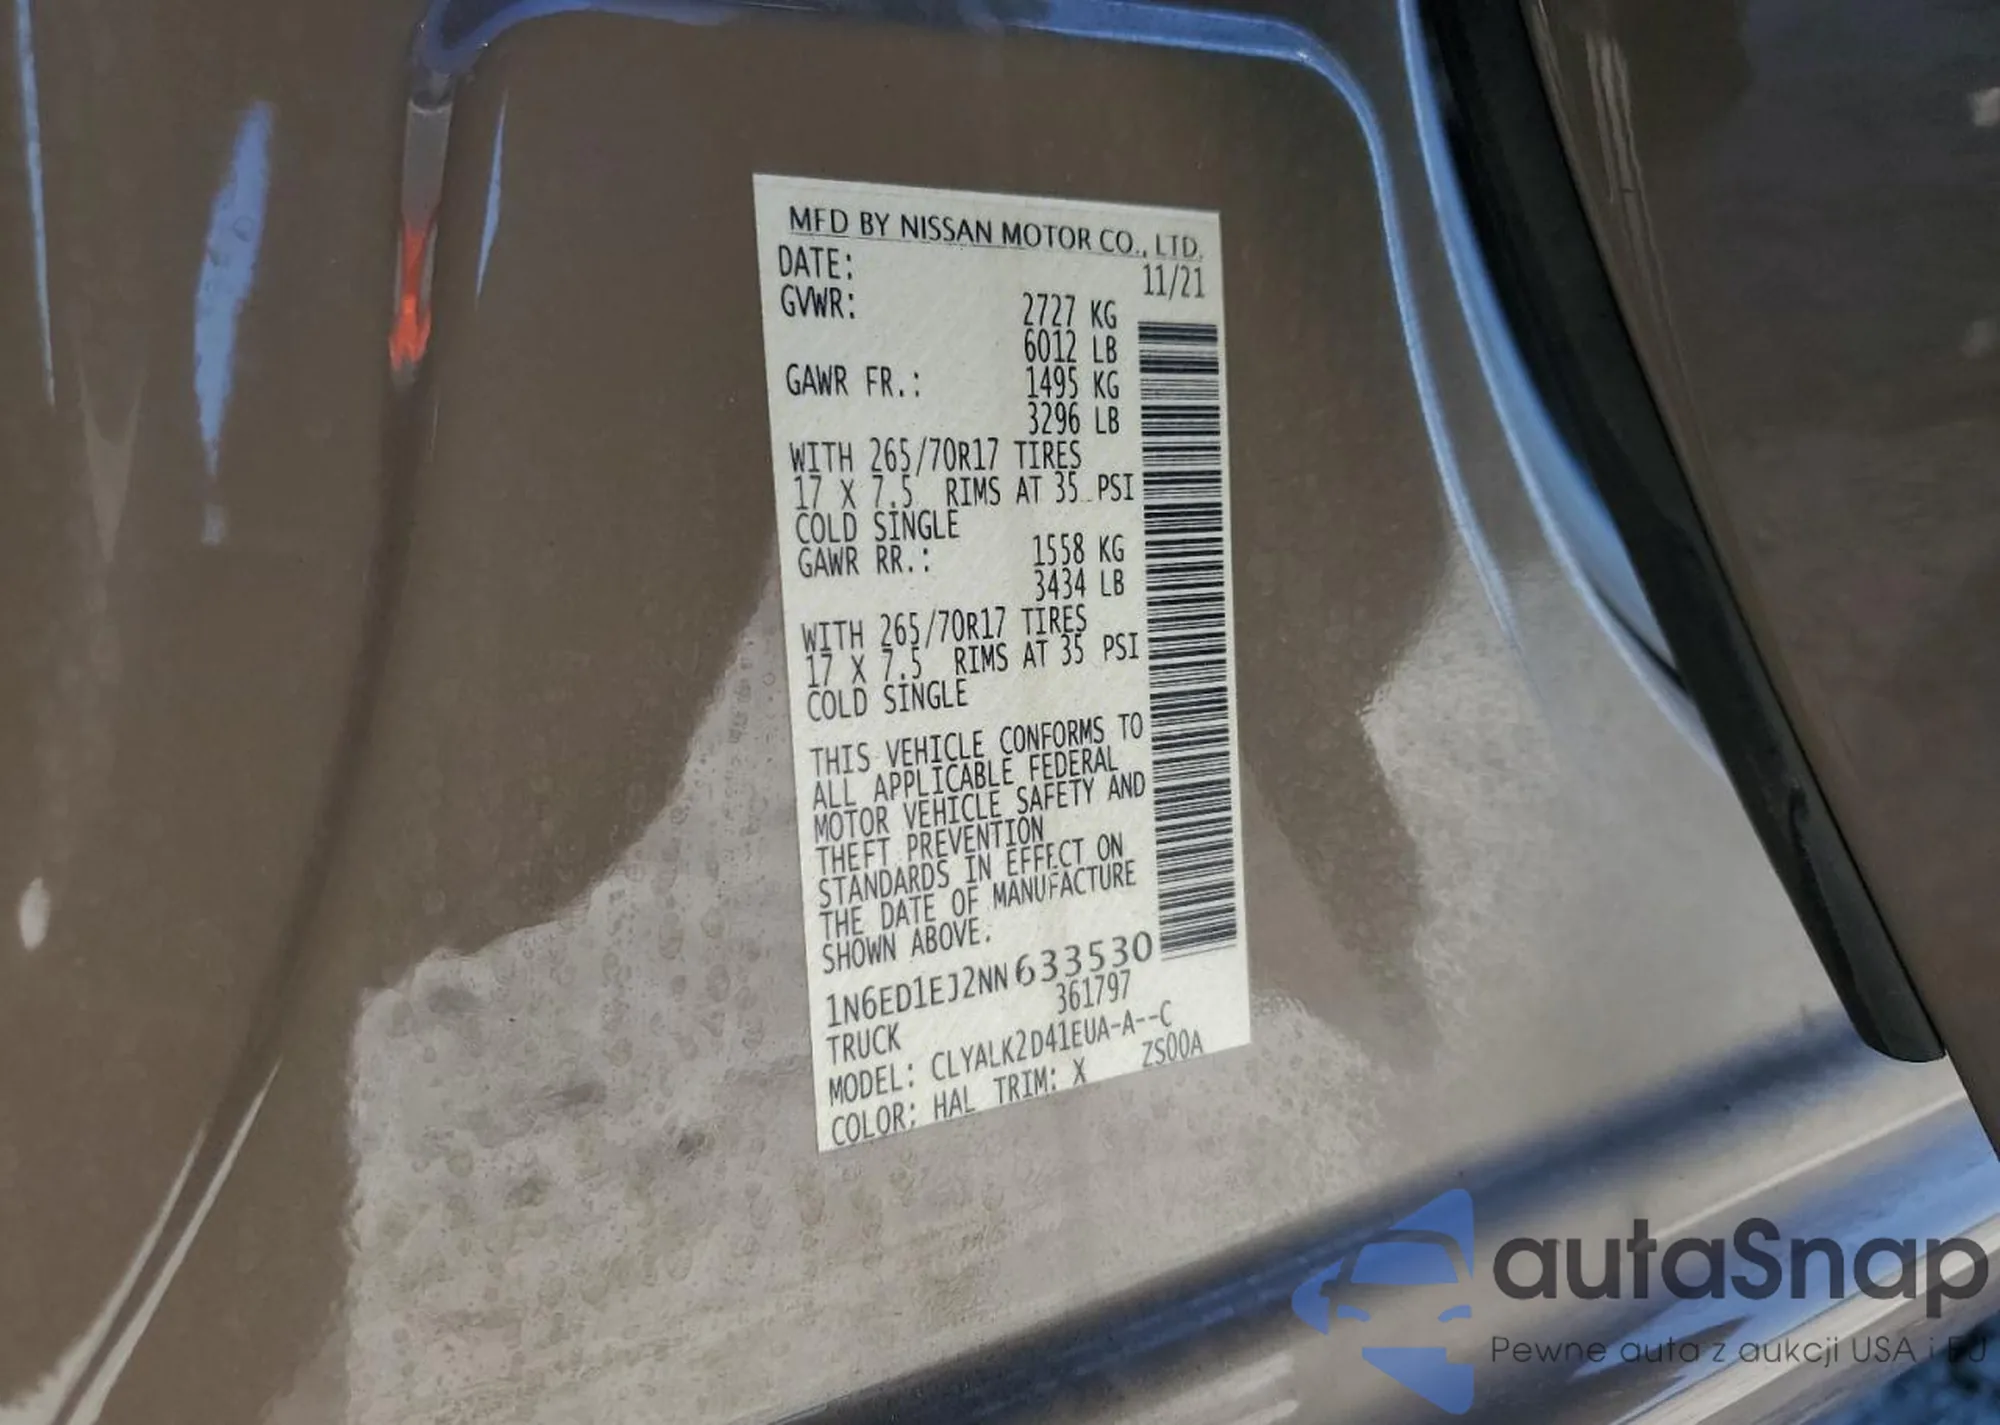 MFD BY NISSAN MOTOR CO., LTD.
DATE: 11/21
GVWR: 2727 KG
6012 LB
GAWR FR.: 1495 KG
3296 LB
WITH 265/70R17 TIRES
17 X 7.5 RIMS AT 35 PSI
COLD SINGLE
GAWR RR.: 1558 KG
3434 LB
WITH 265/70R17 TIRES
17 X 7.5 RIMS AT 35 PSI
COLD SINGLE
THIS VEHICLE CONFORMS TO
ALL APPLICABLE FEDERAL
MOTOR VEHICLE SAFETY AND
THEFT PREVENTION
STANDARDS IN EFFECT ON
THE DATE OF MANUFACTURE
SHOWN ABOVE.
1N6ED1EJ2NN633530
361797
TRUCK
MODEL: CLYALK2D41EUA-A--C
COLOR: HAL TRIM: X ZS00A
autaSnap
Pewne auta z aukcji USA i EU